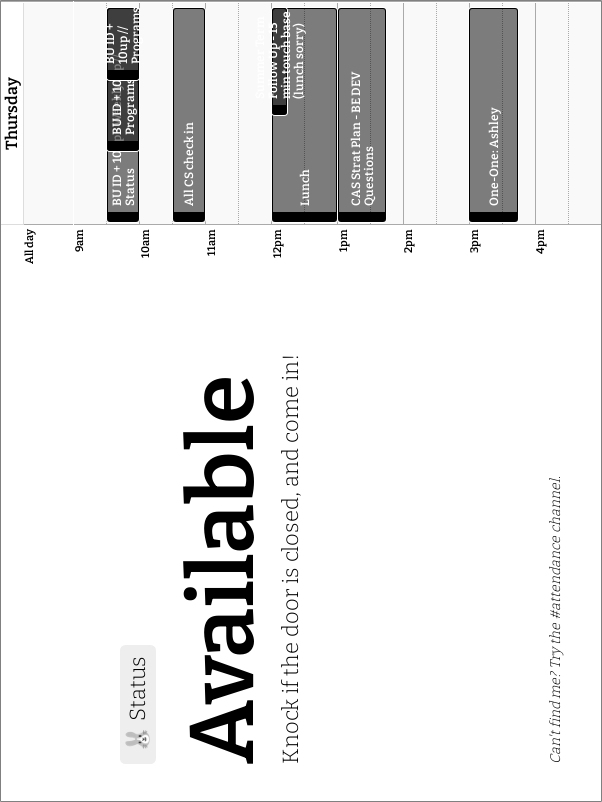 Status
Available
Knock if the door is closed, and come in!
Can't find me? Try the #attendance channel.
Thursday
All day
9am
10am
11am
12pm
1pm
2pm
3pm
4pm
BU ID + 10
Status
BU ID + 10
Programs
BU ID +
10up //
Programs
All CS check in
Lunch
Follow Up - 15
min touch base
(lunch sorry)
CAS Strat Plan - BE DEV
Questions
One-One: Ashley